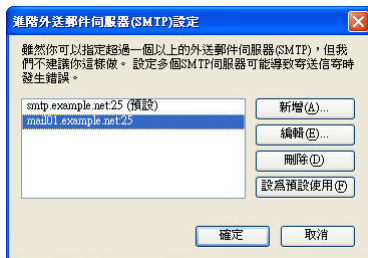 進階外送郵件伺服器(SMTP)設定
雖然你可以指定超過一個以上的外送郵件伺服器(SMTP)，但我
們不建議你這樣做。設定多個SMTP伺服器可能導致寄送信寄時
發生錯誤。
smtp.example.net:25 (預設)
mail01.example.net:25
新增(A)...
編輯(E)...
刪除(D)
設為預設使用(F)
確定
取消